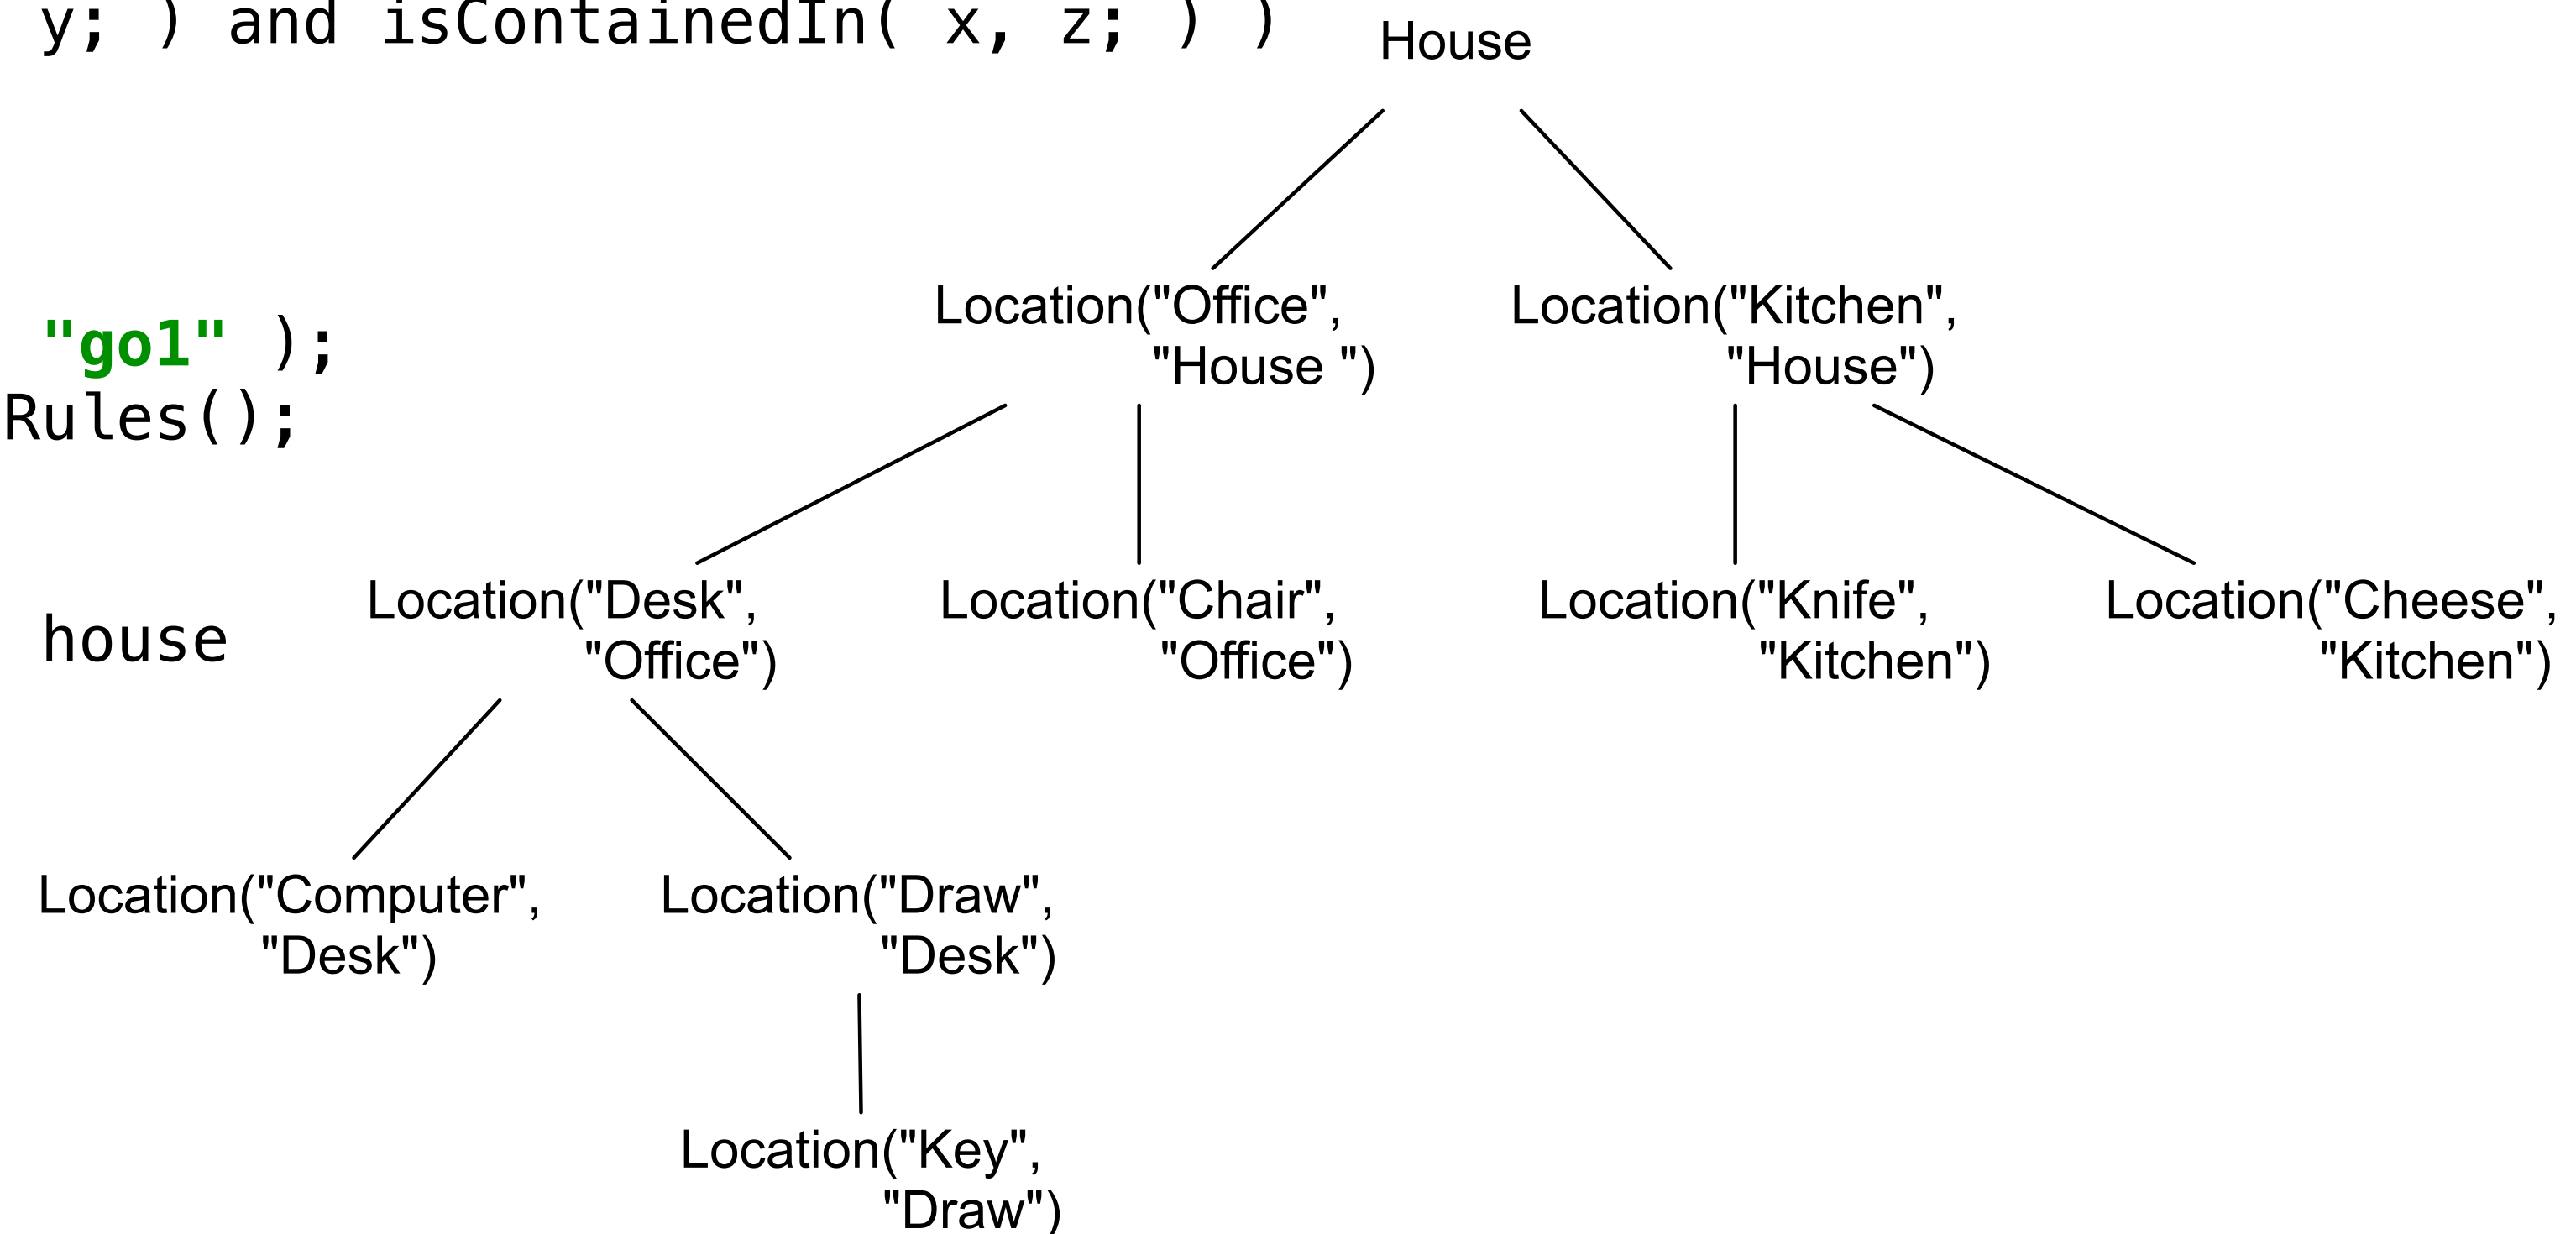 y; ) and isContainedIn( x, z; ) )
House
Location("Office",
"House ")
Location("Kitchen",
"House")
"go1" );
Rules();
house
Location("Desk",
"Office")
Location("Chair",
"Office")
Location("Knife",
"Kitchen")
Location("Cheese",
"Kitchen")
Location("Computer",
"Desk")
Location("Draw",
"Desk")
Location("Key",
"Draw")